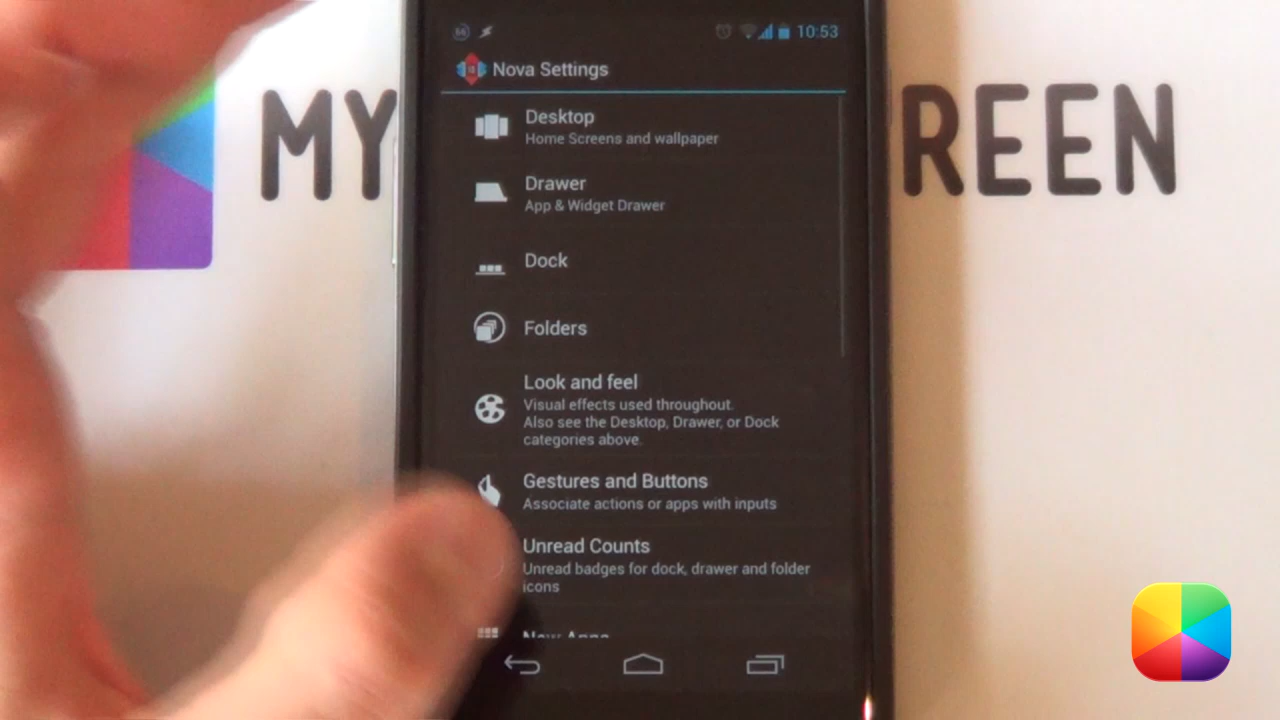 10:53
Nova Settings
MY
REEN
Desktop
Home Screens and wallpaper
Drawer
App & Widget Drawer
Dock
Folders
Look and feel
Visual effects used throughout.
Also see the Desktop, Drawer, or Dock
categories above.
Gestures and Buttons
Associate actions or apps with inputs
Unread Counts
Unread badges for dock, drawer and folder
icons
New Apps